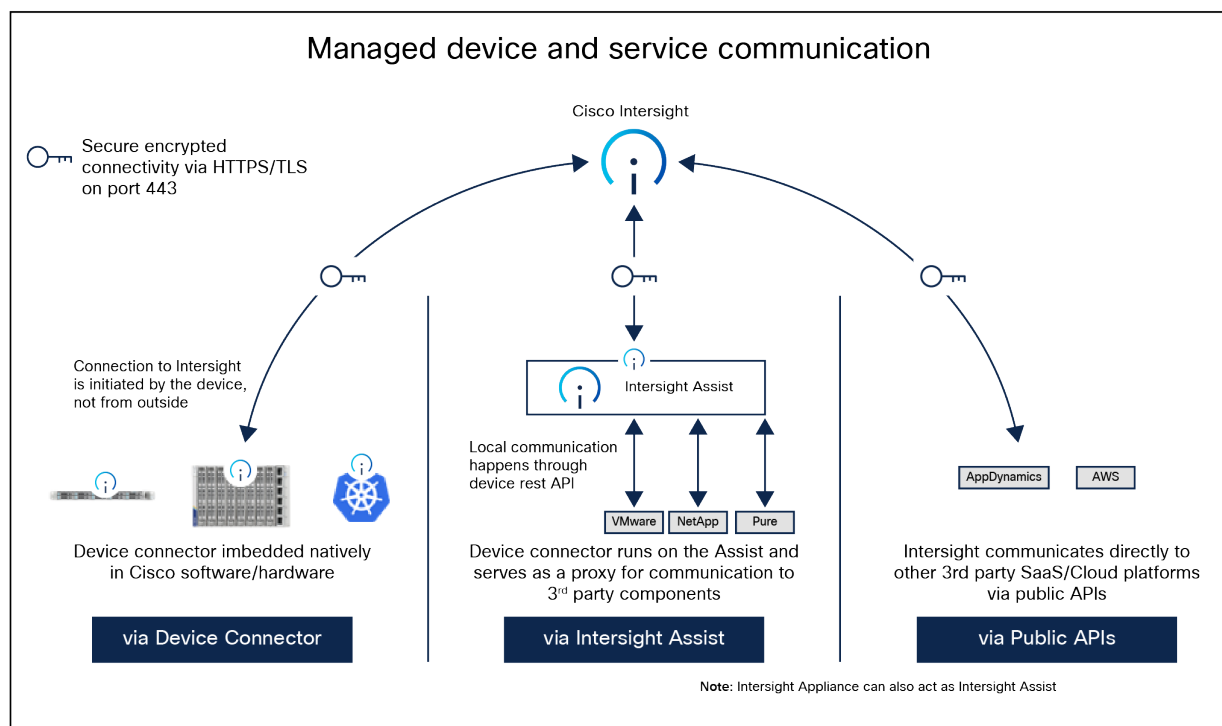 Managed device and service communication
Cisco Intersight
Secure encrypted
connectivity via HTTPS/TLS
on port 443
Connection to Intersight
is initiated by the device,
not from outside
Device connector imbedded natively
in Cisco software/hardware
via Device Connector
Intersight Assist
Local communication
happens through
device rest API
VMware
NetApp
Pure
Device connector runs on the Assist and
serves as a proxy for communication to
3rd party components
via Intersight Assist
AppDynamics
AWS
Intersight communicates directly to
other 3rd party SaaS/Cloud platforms
via public APIs
via Public APIs
Note: Intersight Appliance can also act as Intersight Assist